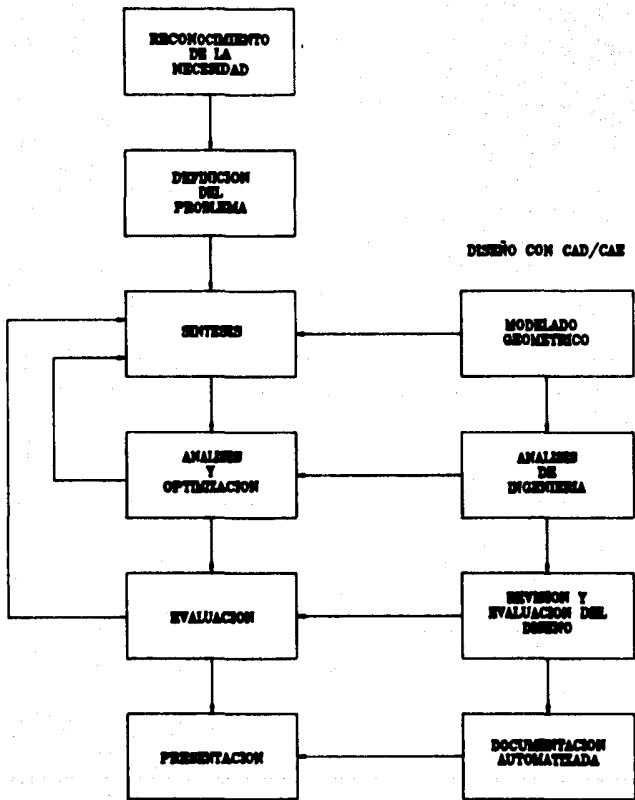 RECONOCIMIENTO
DE LA
NECESIDAD
DEFINICION
DEL
PROBLEMA
DISEÑO CON CAD/CAE
SINTESIS
MODELADO
GEOMETRICO
ANALISIS
Y
OPTIMIZACION
ANALISIS
DE
INGENIERIA
EVALUACION
REVISION Y
EVALUACION DEL
DISEÑO
PRESENTACION
DOCUMENTACION
AUTOMATIZADA